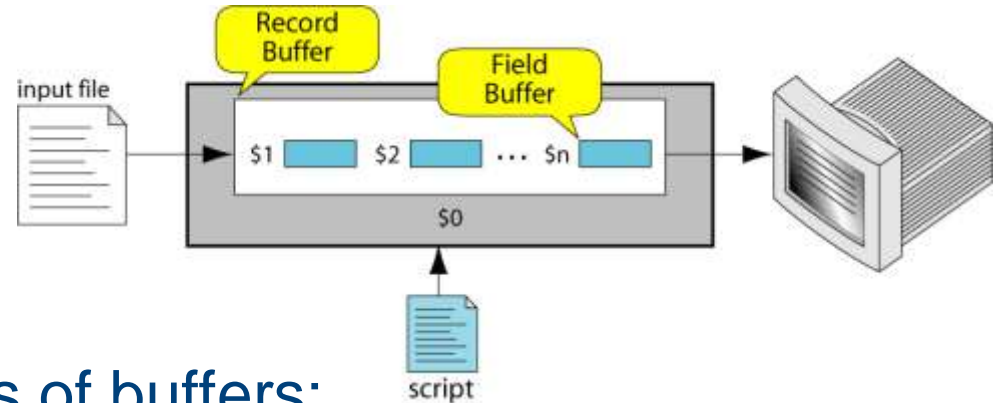 Record
Buffer
Field
Buffer
input file
$1
$2
...
$n
$0
script
s of buffers: